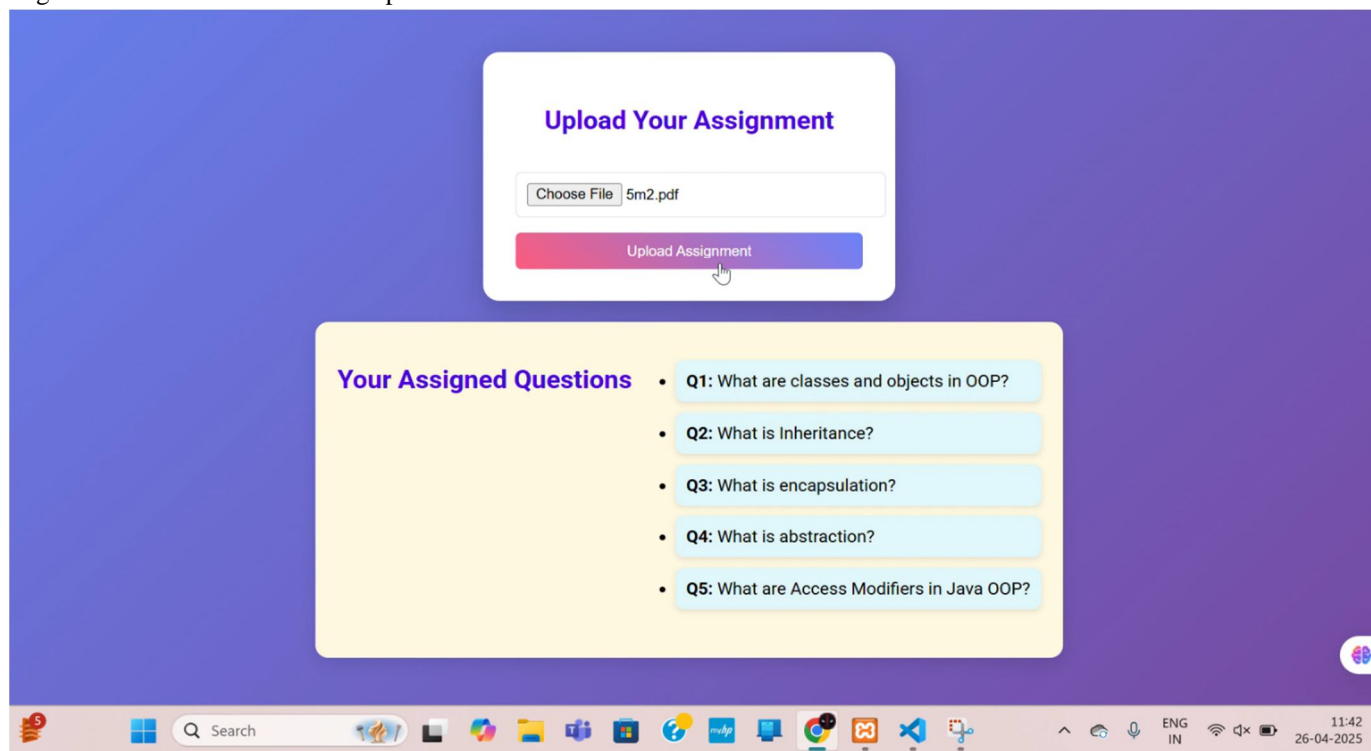 Upload Your Assignment
Choose File 5m2.pdf
Upload Assignment
Your Assigned Questions
Q1: What are classes and objects in OOP?
Q2: What is Inheritance?
Q3: What is encapsulation?
Q4: What is abstraction?
Q5: What are Access Modifiers in Java OOP?
5
Search
myhp
ENG
IN
11:42
26-04-2025